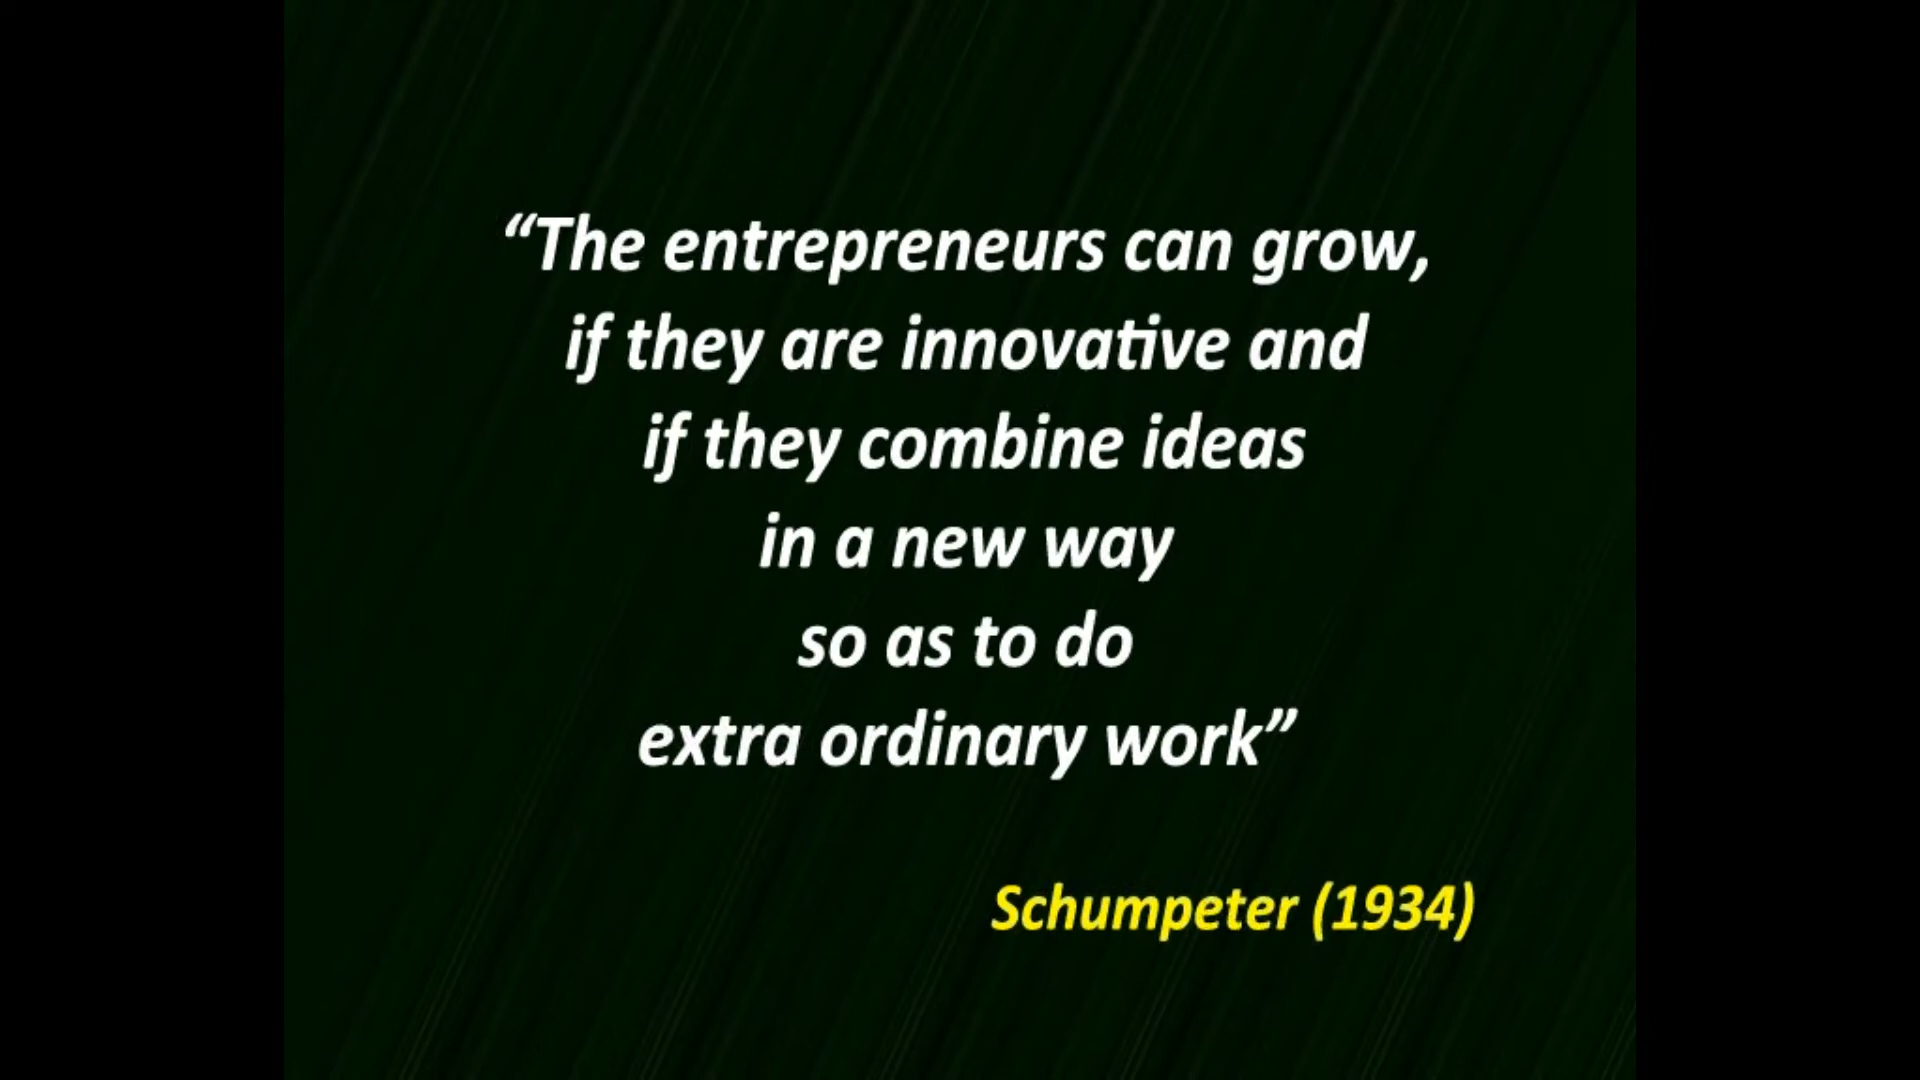 “The entrepreneurs can grow,
if they are innovative and
if they combine ideas
in a new way
so as to do
extra ordinary work”
Schumpeter (1934)